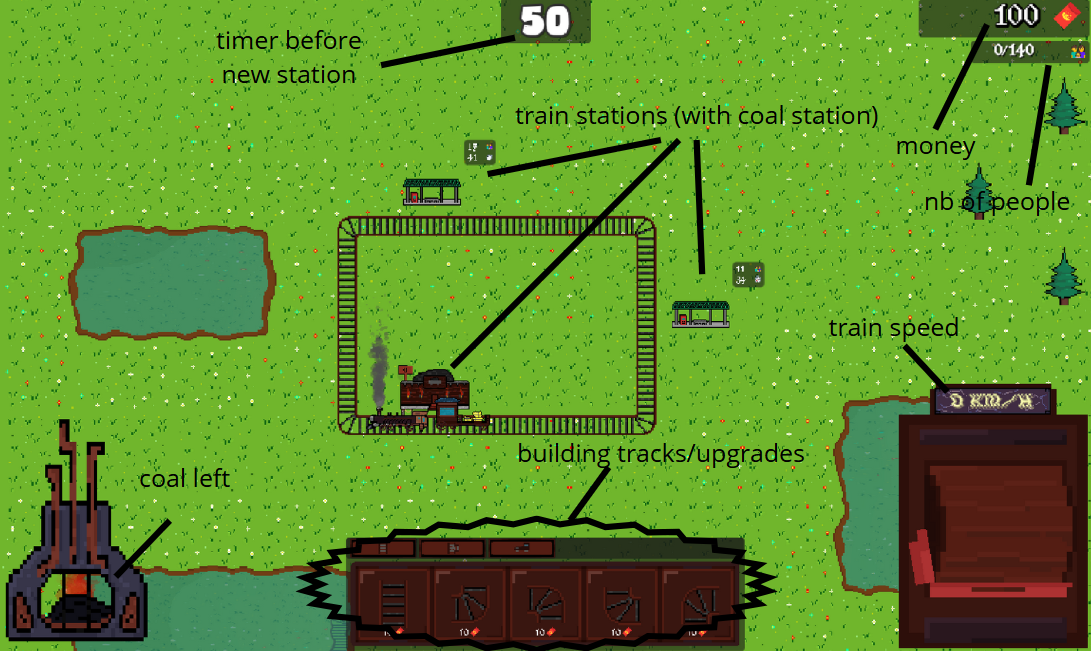 50
100
0/140
timer before
new station
train stations (with coal station)
money
nb of people
11
train speed
0 KM/H
building tracks/upgrades
coal left
10
10
10
10
10